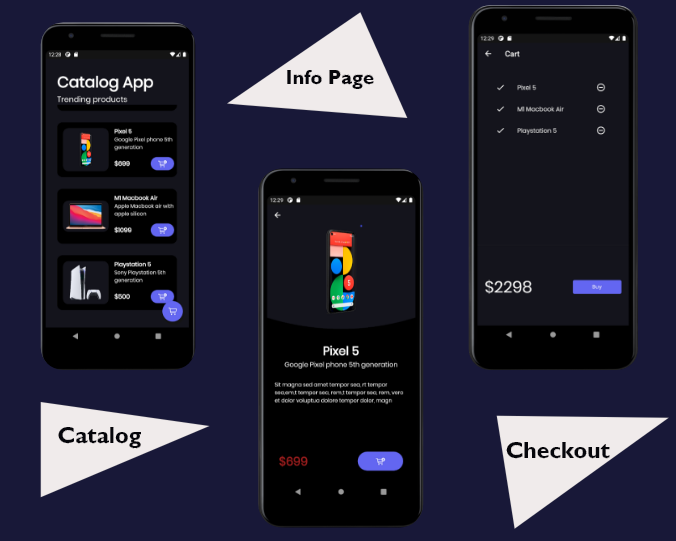 12:28
Catalog App
Trending products
Pixel 5
Google Pixel phone 5th
generation
$699
M1 Macbook Air
Apple Macbook air with
apple silicon
$1099
Playstation 5
Sony Playstation 5th
generation
$500
Catalog
Info Page
12:29
Pixel 5
Google Pixel phone 5th generation
Sit magna sed amet tempor sea, rt tempor
sea,em,t tempor sea, rem,t tempor sea, rem, vero
et dolor voluptua dolore tempor dolor, magn
$699
12:29
Cart
Pixel 5
M1 Macbook Air
Playstation 5
$2298
Buy
Checkout